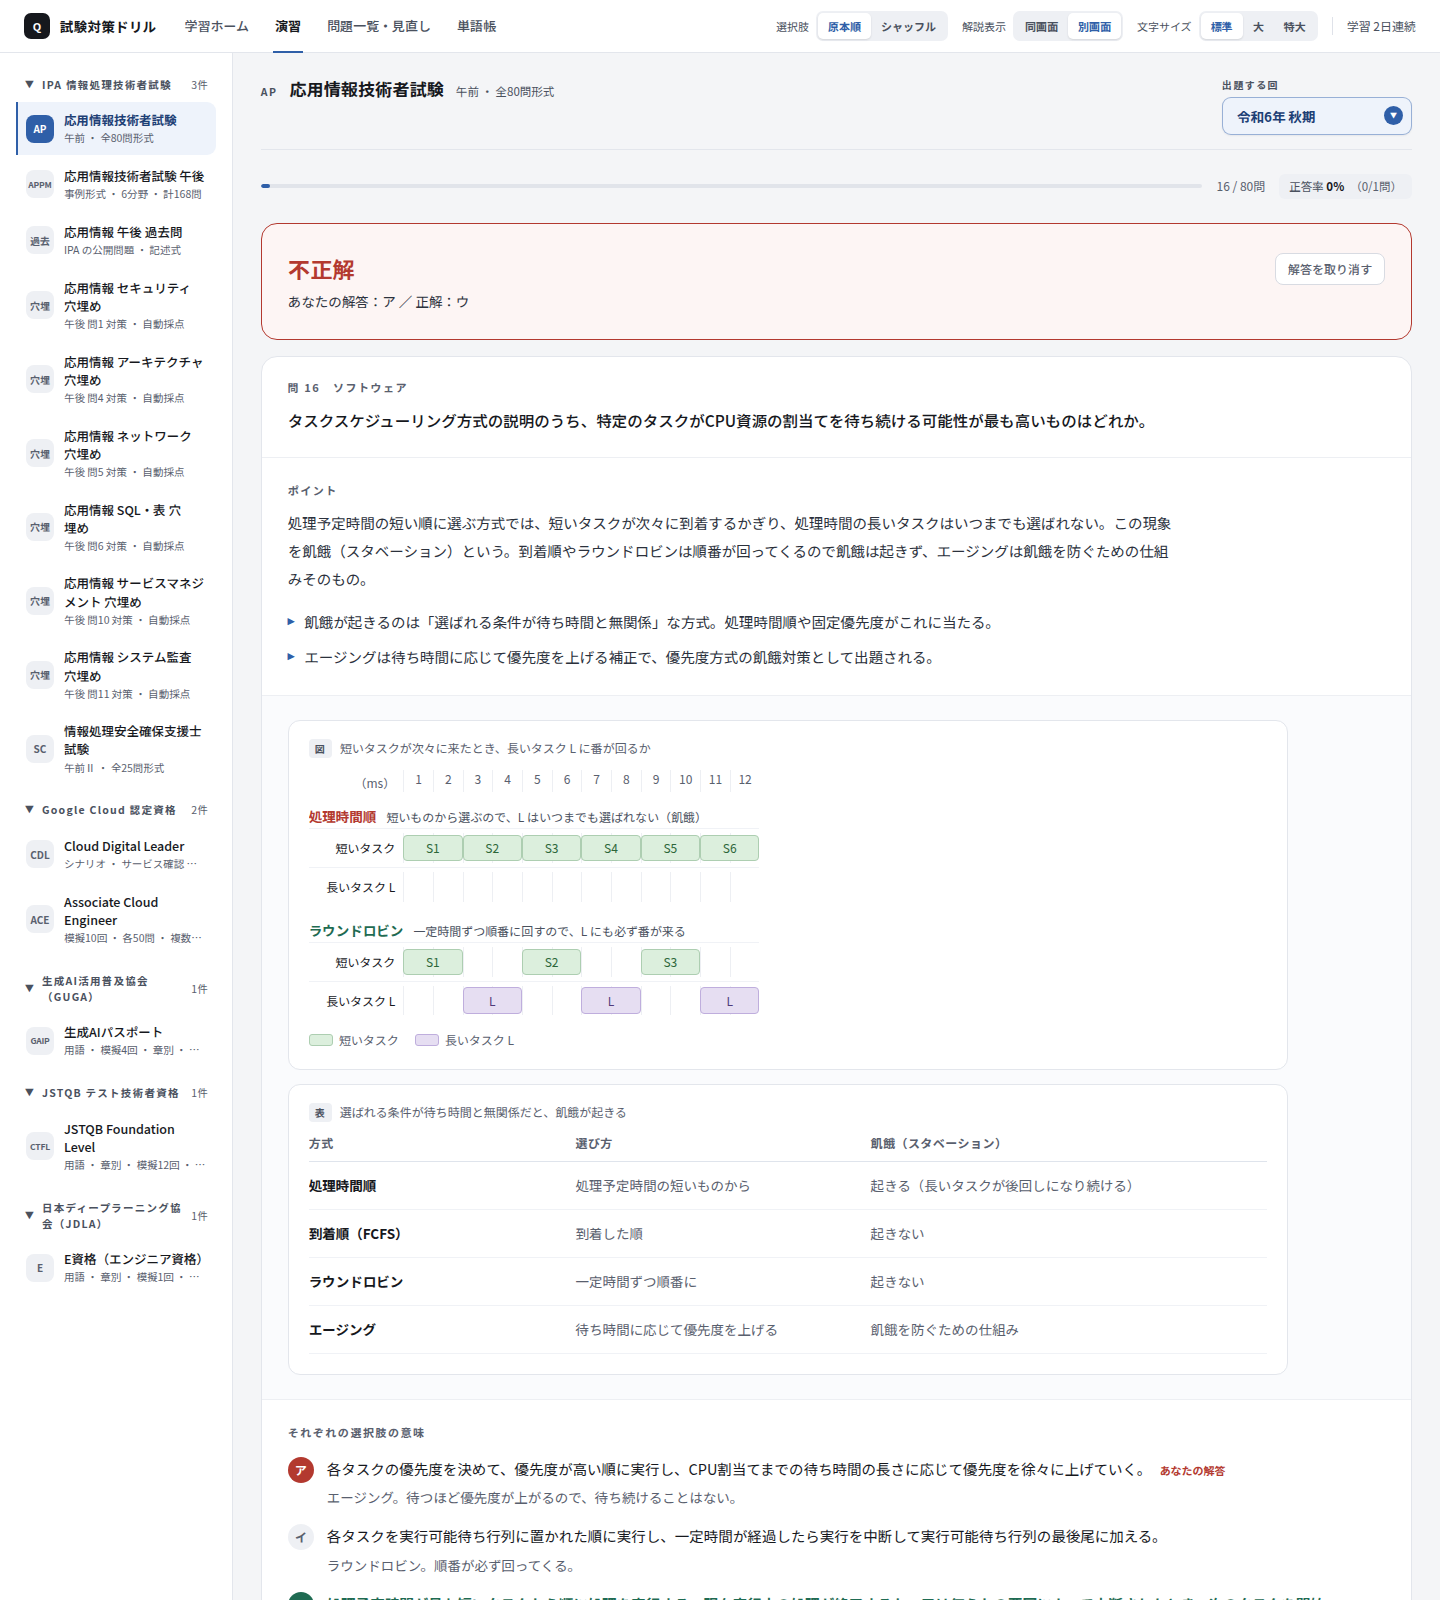 Q 試験対策ドリル 学習ホーム 演習 問題一覧・見直し 単語帳 選択肢 原本順 シャッフル 解説表示 同画面 別画面 文字サイズ 標準 大 特大 学習 2日連続
▼ IPA 情報処理技術者試験 3件
AP 応用情報技術者試験
午前 ・ 全80問形式
APPM 応用情報技術者試験 午後
事例形式 ・ 6分野 ・ 計168問
過去 応用情報 午後 過去問
IPA の公開問題 ・ 記述式
穴埋 応用情報 セキュリティ
穴埋め
午後 問1 対策 ・ 自動採点
穴埋 応用情報 アーキテクチャ
穴埋め
午後 問4 対策 ・ 自動採点
穴埋 応用情報 ネットワーク
穴埋め
午後 問5 対策 ・ 自動採点
穴埋 応用情報 SQL・表 穴
埋め
午後 問6 対策 ・ 自動採点
穴埋 応用情報 サービスマネジ
メント 穴埋め
午後 問10 対策 ・ 自動採点
穴埋 応用情報 システム監査
穴埋め
午後 問11 対策 ・ 自動採点
SC 情報処理安全確保支援士
試験
午前Ⅱ ・ 全25問形式
▼ Google Cloud 認定資格 2件
CDL Cloud Digital Leader
シナリオ ・ サービス確認 …
ACE Associate Cloud
Engineer
模擬10回 ・ 各50問 ・ 複数…
▼ 生成AI活用普及協会
（GUGA） 1件
GAIP 生成AIパスポート
用語 ・ 模擬4回 ・ 章別 ・ …
▼ JSTQB テスト技術者資格 1件
CTFL JSTQB Foundation
Level
用語 ・ 章別 ・ 模擬12回 ・ …
▼ 日本ディープラーニング協
会（JDLA） 1件
E E資格（エンジニア資格）
用語 ・ 章別 ・ 模擬1回 ・ …
AP 応用情報技術者試験 午前 ・ 全80問形式
出題する回
令和6年 秋期 ▼
16 / 80問 正答率 0% （0/1問）
不正解
あなたの解答：ア ／ 正解：ウ
解答を取り消す
問 16 ソフトウェア
タスクスケジューリング方式の説明のうち、特定のタスクがCPU資源の割当てを待ち続ける可能性が最も高いものはどれか。
ポイント
処理予定時間の短い順に選ぶ方式では、短いタスクが次々に到着するかぎり、処理時間の長いタスクはいつまでも選ばれない。この現象
を飢餓（スタベーション）という。到着順やラウンドロビンは順番が回ってくるので飢餓は起きず、エージングは飢餓を防ぐための仕組
みそのもの。
▶ 飢餓が起きるのは「選ばれる条件が待ち時間と無関係」な方式。処理時間順や固定優先度がこれに当たる。
▶ エージングは待ち時間に応じて優先度を上げる補正で、優先度方式の飢餓対策として出題される。
図 短いタスクが次々に来たとき、長いタスク L に番が回るか
（ms） 1 2 3 4 5 6 7 8 9 10 11 12
処理時間順 短いものから選ぶので、L はいつまでも選ばれない（飢餓）
短いタスク S1 S2 S3 S4 S5 S6
長いタスク L
ラウンドロビン 一定時間ずつ順番に回すので、L にも必ず番が来る
短いタスク S1 S2 S3
長いタスク L L L L
短いタスク 長いタスク L
表 選ばれる条件が待ち時間と無関係だと、飢餓が起きる
方式 選び方 飢餓（スタベーション）
処理時間順 処理予定時間の短いものから 起きる（長いタスクが後回しになり続ける）
到着順（FCFS） 到着した順 起きない
ラウンドロビン 一定時間ずつ順番に 起きない
エージング 待ち時間に応じて優先度を上げる 飢餓を防ぐための仕組み
それぞれの選択肢の意味
ア 各タスクの優先度を決めて、優先度が高い順に実行し、CPU割当てまでの待ち時間の長さに応じて優先度を徐々に上げていく。 あなたの解答
エージング。待つほど優先度が上がるので、待ち続けることはない。
イ 各タスクを実行可能待ち行列に置かれた順に実行し、一定時間が経過したら実行を中断して実行可能待ち行列の最後尾に加える。
ラウンドロビン。順番が必ず回ってくる。